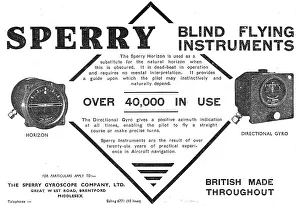 SPERRY
BLIND FLYING
INSTRUMENTS
The Sperry Horizon is used as a
substitute for the natural horizon when
this is obscured. It is dead-beat in operation
and requires no mental interpretation. It provides
a guide upon which the pilot may instinctively and
naturally depend.
HORIZON
OVER 40,000 IN USE
DIRECTIONAL GYRO
The Directional Gyro gives a positive azimuth indication
at all times, enabling the pilot to fly a straight
course or make precise turns.
Sperry Instruments are the result of over
twenty-six years of practical experience
in Aircraft navigation.
FOR PARTICULARS APPLY TO:—
THE SPERRY GYROSCOPE COMPANY, LTD.
GREAT WEST ROAD, BRENTFORD
MIDDLESEX
Telephone — Ealing 6771 (10 lines)
BRITISH MADE
THROUGHOUT